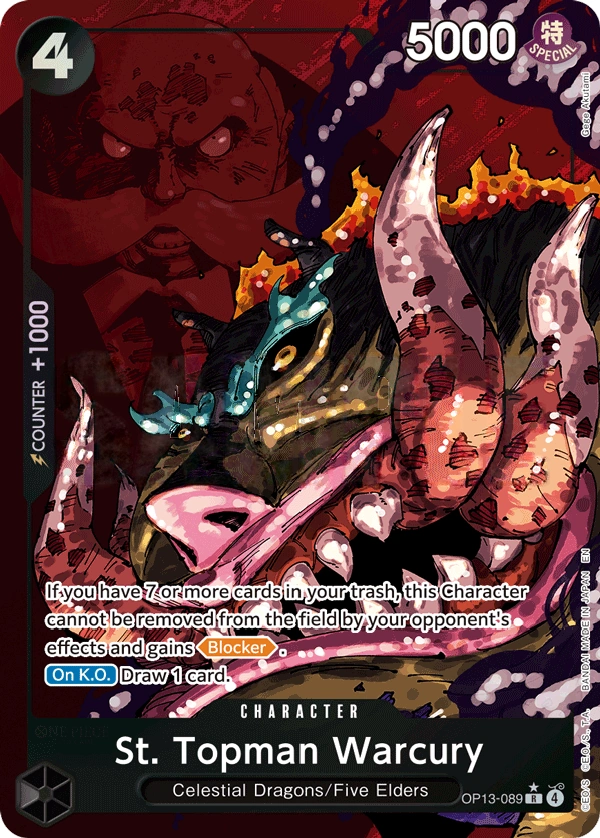 4
5000
特
SPECIAL
Gege Akutami
COUNTER +1000
If you have 7 or more cards in your trash, this Character
cannot be removed from the field by your opponent's
effects and gains Blocker.
On K.O. Draw 1 card.
CHARACTER
St. Topman Warcury
Celestial Dragons/Five Elders
OP13-089 R 4
©E.O/S ©E.O./S.,T.A. BANDAI MADE IN JAPAN EN